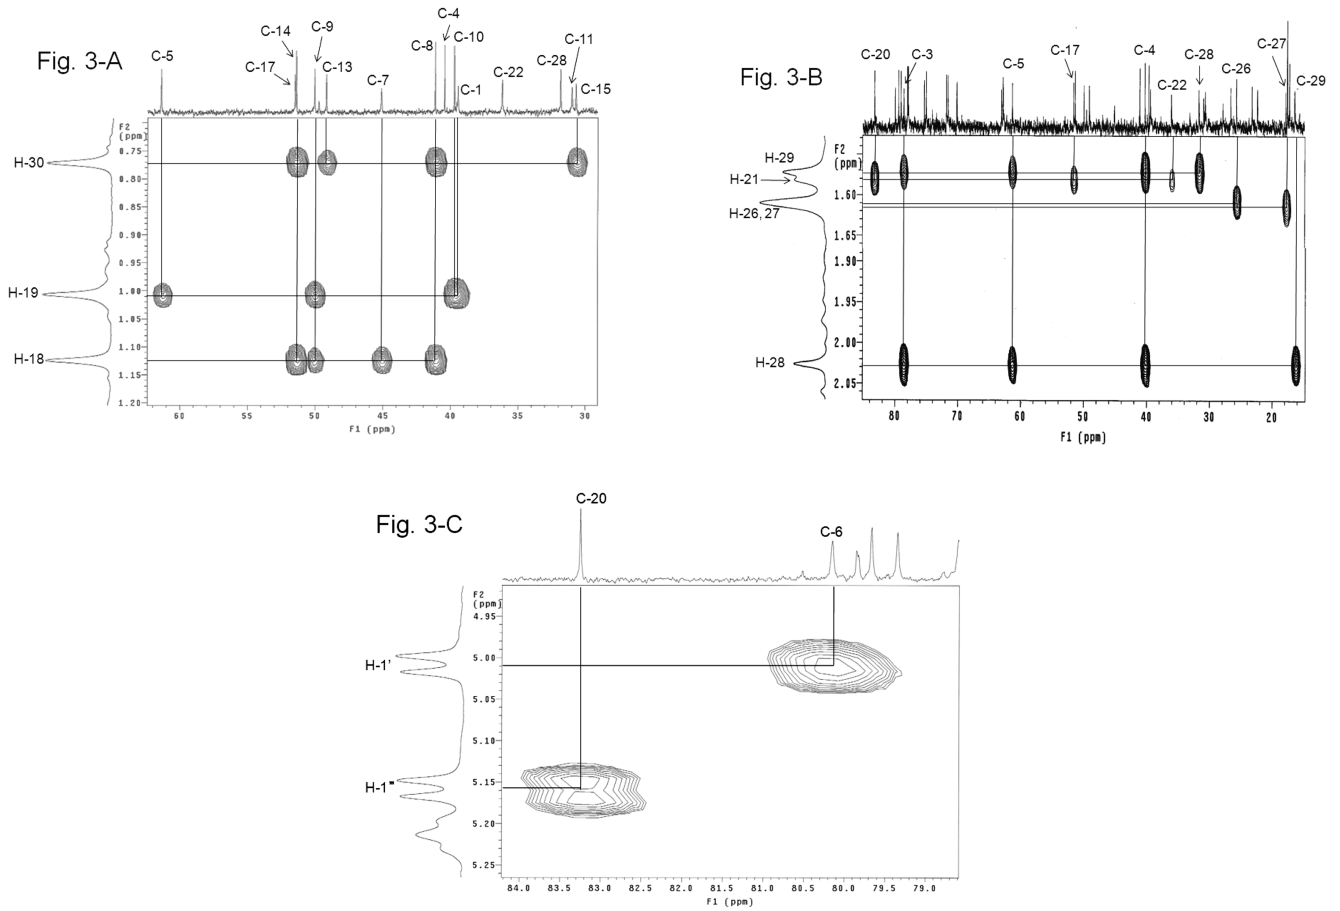 Fig. 3-A
C-5
C-14
C-17
C-9
C-13
C-7
C-8
C-4
C-10
C-1
C-22
C-28
C-11
C-15
F2
(ppm)
H-30
H-19
H-18
0.75
0.80
0.85
0.90
0.95
1.00
1.05
1.10
1.15
1.20
60 55 50 45 40 35 30
F1 (ppm)
Fig. 3-B
C-20
C-3
C-5
C-17
C-4
C-22
C-28
C-26
C-27
C-29
F2
(ppm)
H-29
H-21
H-26, 27
H-28
1.60
1.65
1.90
1.95
2.00
2.05
80 70 60 50 40 30 20
F1 (ppm)
Fig. 3-C
C-20
C-6
F2
(ppm)
H-1'
H-1"
4.95
5.00
5.05
5.10
5.15
5.20
5.25
84.0 83.5 83.0 82.5 82.0 81.5 81.0 80.5 80.0 79.5 79.0
F1 (ppm)